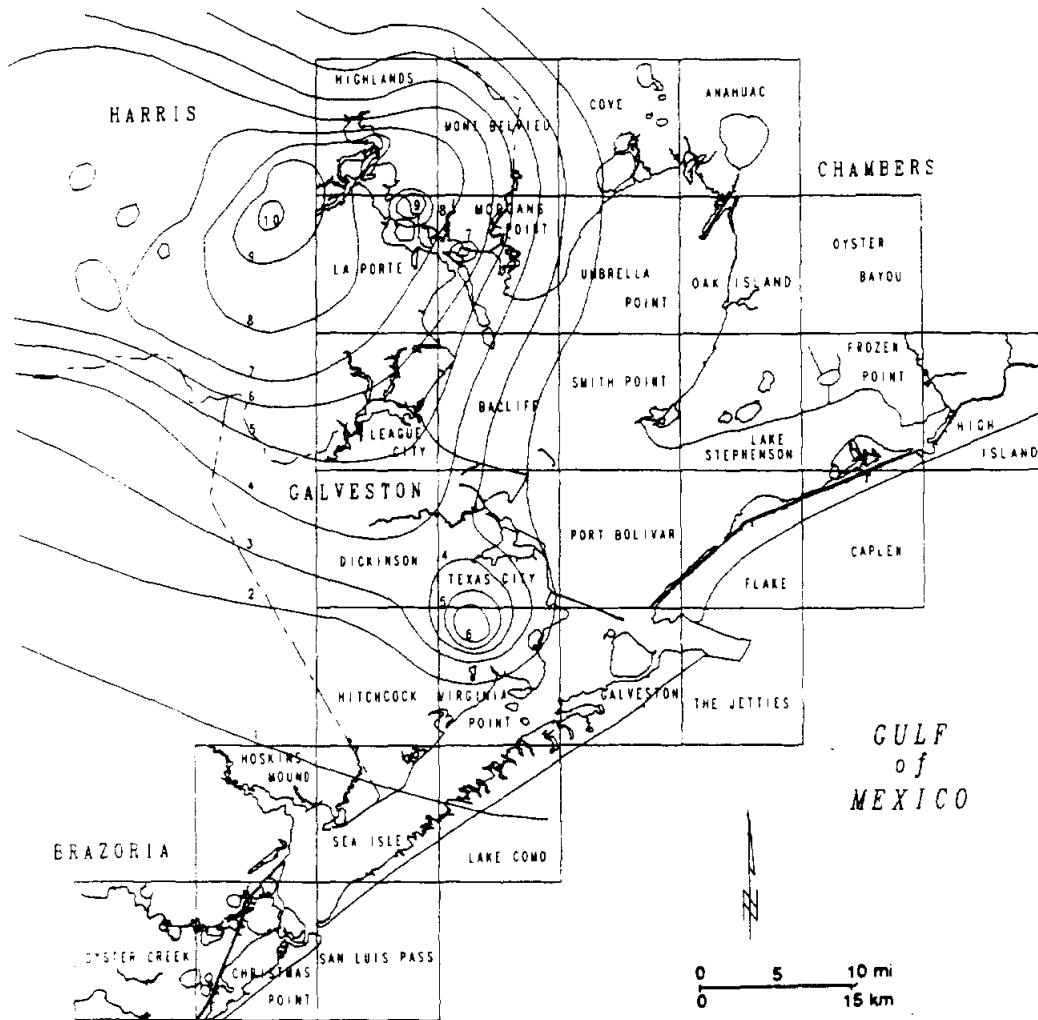 HIGHLANDS
HARRIS
COVE
ANAHUAC
MONT BELVIEU
CHAMBERS
10
9
8
MORGANS
POINT
7
OYSTER
BAYOU
9
LA PORTE
UMBRELLA
POINT
OAK ISLAND
8
7
6
5
FROZEN
POINT
SMITH POINT
BACLIFF
LEAGUE
CITY
LAKE
STEPHENSON
HIGH
ISLAND
4
GALVESTON
3
DICKINSON
4
TEXAS CITY
PORT BOLIVAR
CAPLEN
FLAKE
2
5
6
HITCHCOCK
VIRGINIA
POINT
GALVESTON
THE JETTIES
1
HOSKINS
MOUND
GULF
of
MEXICO
BRAZORIA
SEA ISLE
LAKE COMO
N
OYSTER CREEK
CHRISTMAS
POINT
SAN LUIS PASS
0 5 10 mi
0 15 km